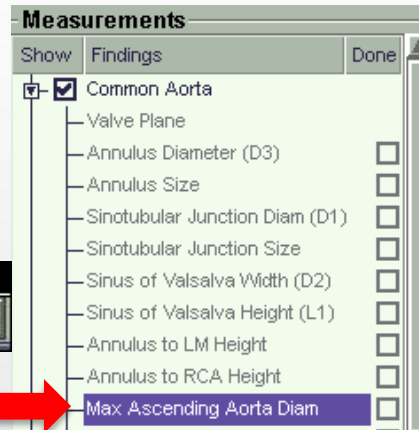 Measurements
Show Findings Done
Common Aorta
Valve Plane
Annulus Diameter (D3)
Annulus Size
Sinotubular Junction Diam (D1)
Sinotubular Junction Size
Sinus of Valsalva Width (D2)
Sinus of Valsalva Height (L1)
Annulus to LM Height
Annulus to RCA Height
Max Ascending Aorta Diam